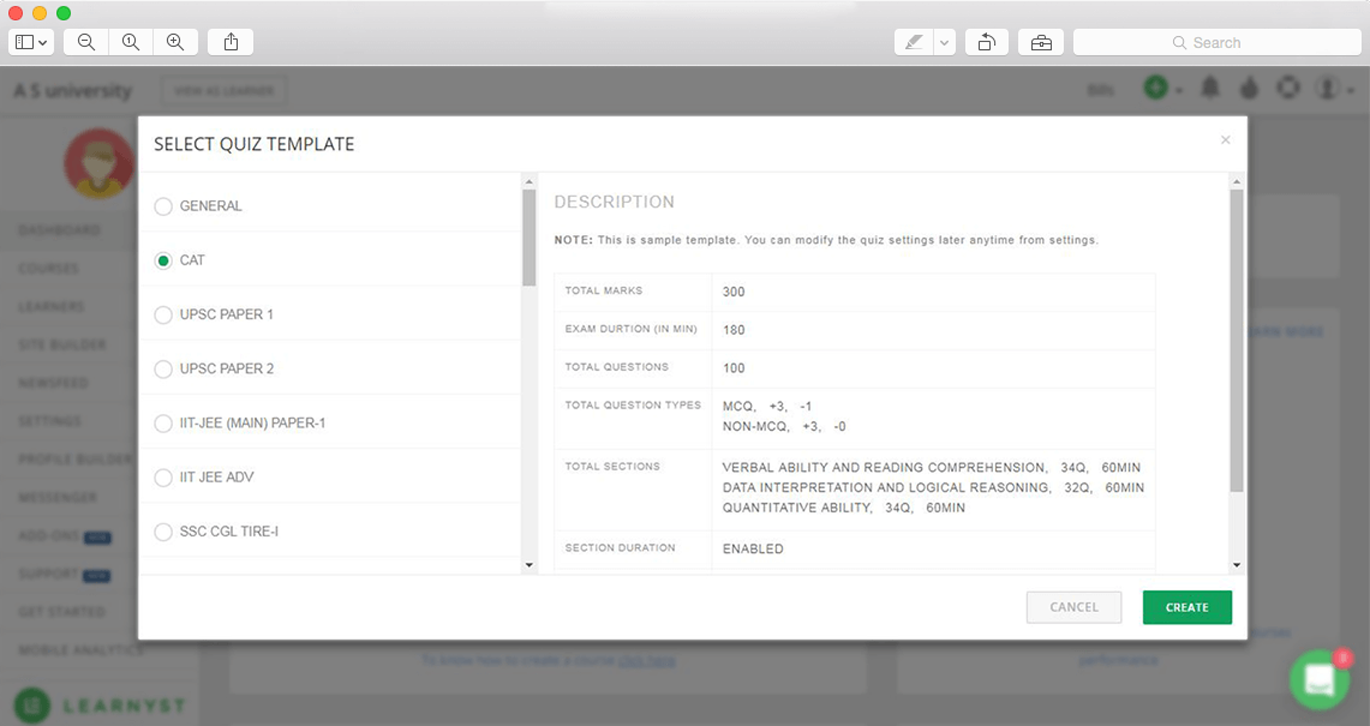 Search
A S university
VIEW AS LEARNER
Bills
SELECT QUIZ TEMPLATE
×
GENERAL
CAT
UPSC PAPER 1
UPSC PAPER 2
IIT-JEE (MAIN) PAPER-1
IIT JEE ADV
SSC CGL TIRE-I
DESCRIPTION
NOTE: This is sample template. You can modify the quiz settings later anytime from settings.
TOTAL MARKS 300
EXAM DURTION (IN MIN) 180
TOTAL QUESTIONS 100
TOTAL QUESTION TYPES MCQ, +3, -1
NON-MCQ, +3, -0
TOTAL SECTIONS VERBAL ABILITY AND READING COMPREHENSION, 34Q, 60MIN
DATA INTERPRETATION AND LOGICAL REASONING, 32Q, 60MIN
QUANTITATIVE ABILITY, 34Q, 60MIN
SECTION DURATION ENABLED
CANCEL
CREATE
DASHBOARD
COURSES
LEARNERS
SITE BUILDER
NEWSFEED
SETTINGS
PROFILE BUILDER
MESSENGER
ADD-ONS NEW
SUPPORT NEW
GET STARTED
MOBILE ANALYTICS
LEARNYST
To know how to create a course click here
performance